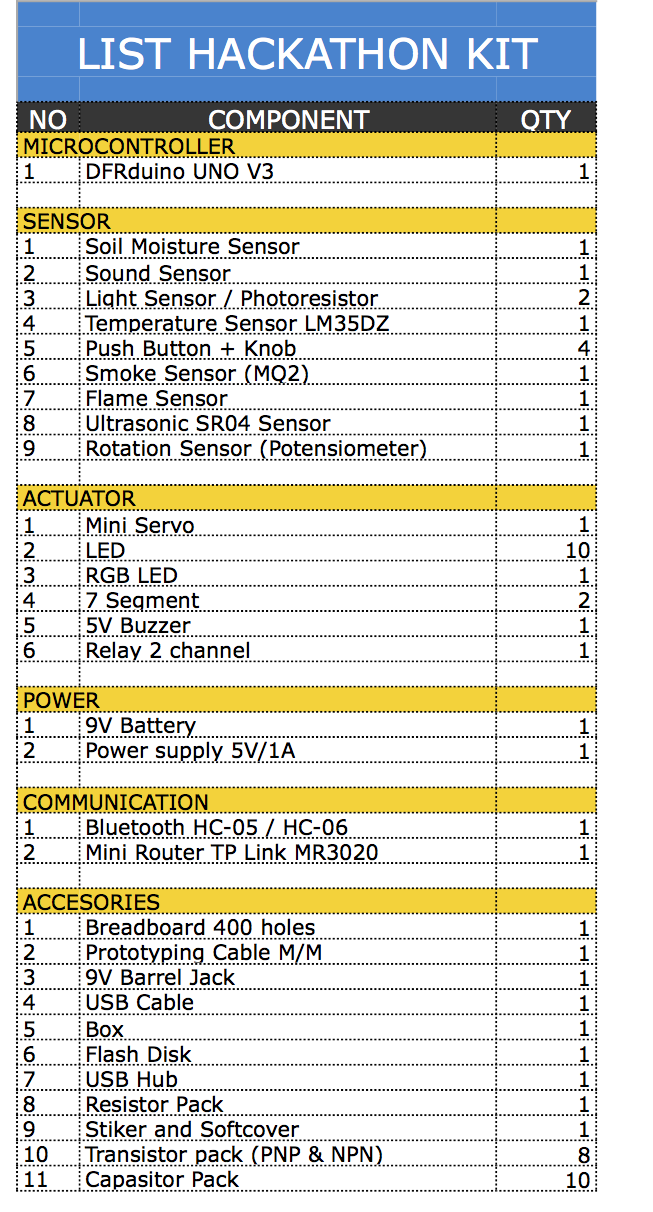 LIST HACKATHON KIT
NO COMPONENT QTY
MICROCONTROLLER
1 DFRduino UNO V3 1
SENSOR
1 Soil Moisture Sensor 1
2 Sound Sensor 1
3 Light Sensor / Photoresistor 2
4 Temperature Sensor LM35DZ 1
5 Push Button + Knob 4
6 Smoke Sensor (MQ2) 1
7 Flame Sensor 1
8 Ultrasonic SR04 Sensor 1
9 Rotation Sensor (Potensiometer) 1
ACTUATOR
1 Mini Servo 1
2 LED 10
3 RGB LED 1
4 7 Segment 2
5 5V Buzzer 1
6 Relay 2 channel 1
POWER
1 9V Battery 1
2 Power supply 5V/1A 1
COMMUNICATION
1 Bluetooth HC-05 / HC-06 1
2 Mini Router TP Link MR3020 1
ACCESORIES
1 Breadboard 400 holes 1
2 Prototyping Cable M/M 1
3 9V Barrel Jack 1
4 USB Cable 1
5 Box 1
6 Flash Disk 1
7 USB Hub 1
8 Resistor Pack 1
9 Stiker and Softcover 1
10 Transistor pack (PNP & NPN) 8
11 Capasitor Pack 10